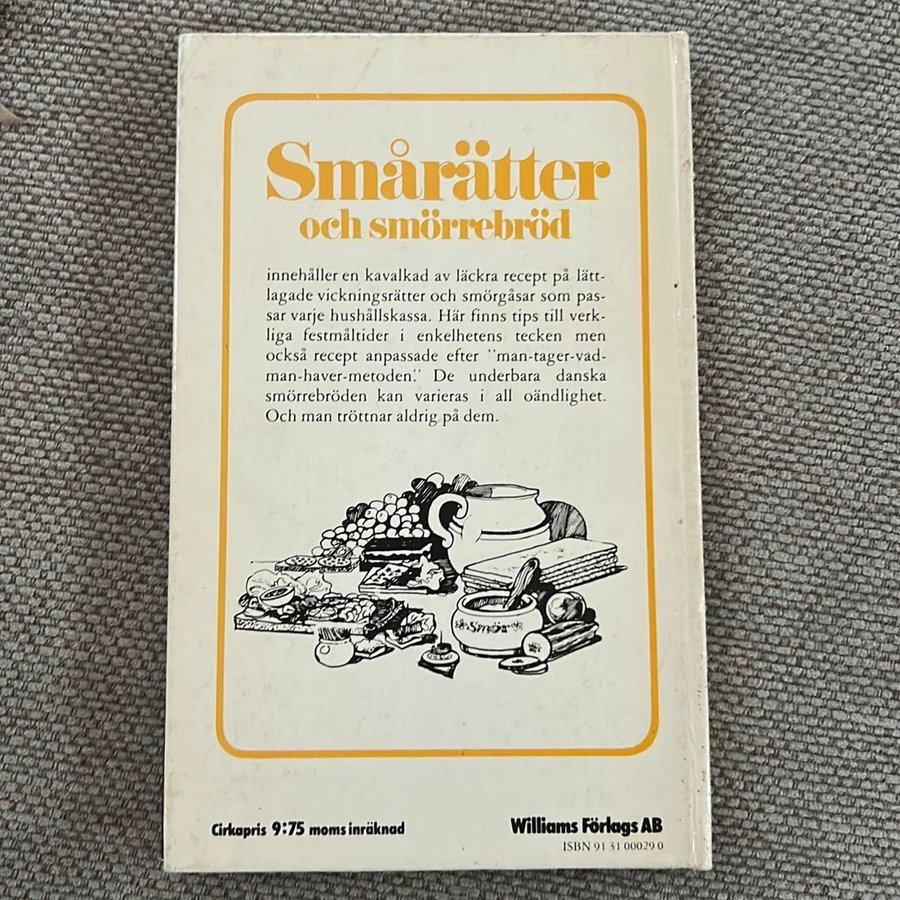 Smårätter
och smörrebröd
innehåller en kavalkad av läckra recept på lätt-
lagade vickningsrätter och smörgåsar som pas-
sar varje hushållskassa. Här finns tips till verk-
liga festmåltider i enkelhetens tecken men
också recept anpassade efter "man-tager-vad-
man-haver-metoden." De underbara danska
smörrebröden kan varieras i all oändlighet.
Och man tröttnar aldrig på dem.
Smör
Cirkapris 9:75 moms inräknad
Williams Förlags AB
ISBN 91 31 00029 0